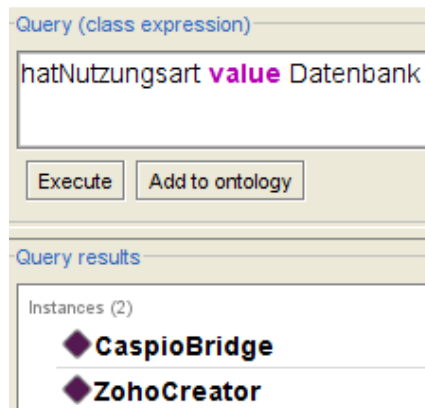 Query (class expression)
hatNutzungsart value Datenbank
Execute Add to ontology
Query results
Instances (2)
CaspioBridge
ZohoCreator